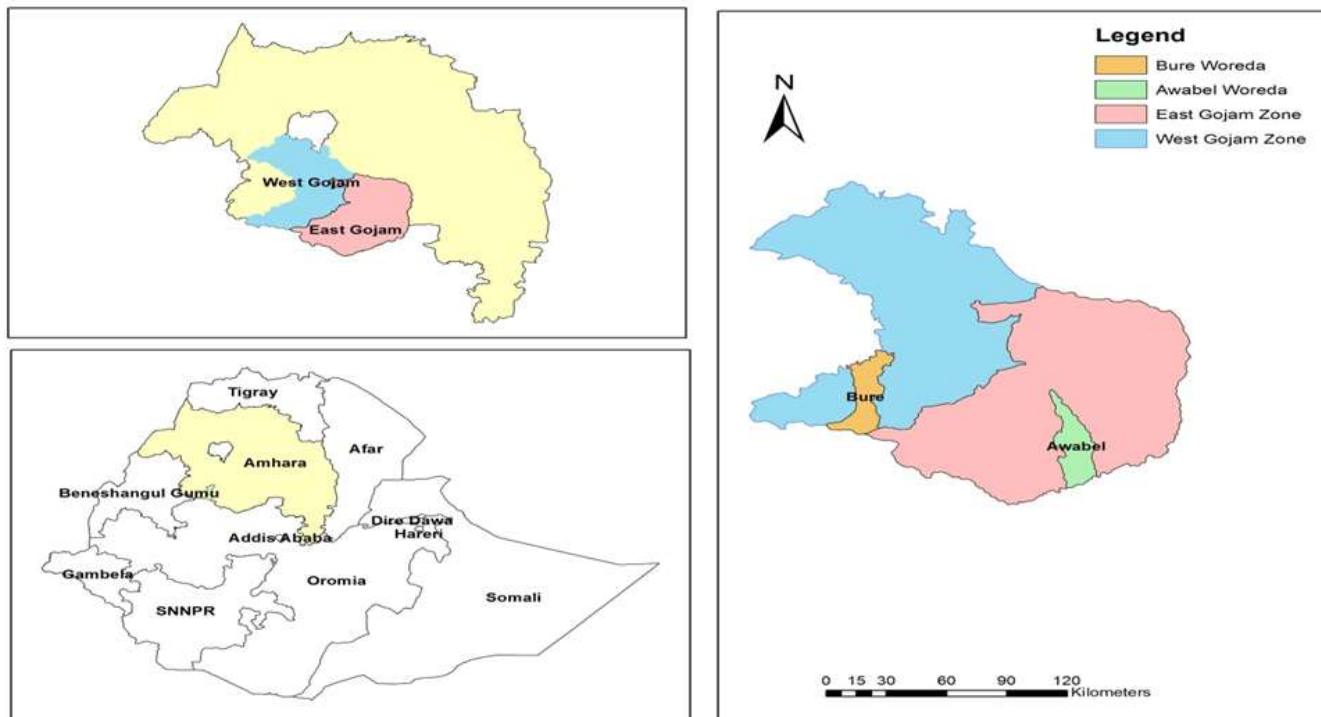 West Gojam
East Gojam
Tigray
Afar
Amhara
Beneshangul Gumu
Dire Dawa
Addis Ababa
Hareri
Gambela
Oromia
Somali
SNNPR
Legend
Bure Woreda
Awabel Woreda
East Gojam Zone
West Gojam Zone
N
Bure
Awabel
0 15 30 60 90 120
Kilometers